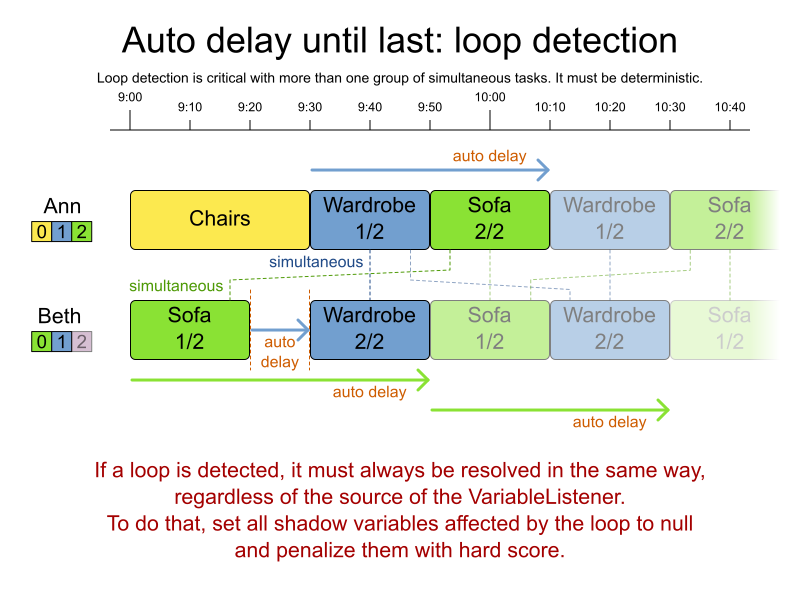 Auto delay until last: loop detection
Loop detection is critical with more than one group of simultaneous tasks. It must be deterministic.
9:00 9:10 9:20 9:30 9:40 9:50 10:00 10:10 10:20 10:30 10:40
auto delay
Ann
0 1 2
Chairs
Wardrobe
1/2
Sofa
2/2
Wardrobe
1/2
Sofa
2/2
simultaneous
simultaneous
Beth
0 1 2
Sofa
1/2
auto
delay
Wardrobe
2/2
Sofa
1/2
Wardrobe
2/2
Sofa
1/2
auto delay
auto delay
If a loop is detected, it must always be resolved in the same way,
regardless of the source of the VariableListener.
To do that, set all shadow variables affected by the loop to null
and penalize them with hard score.